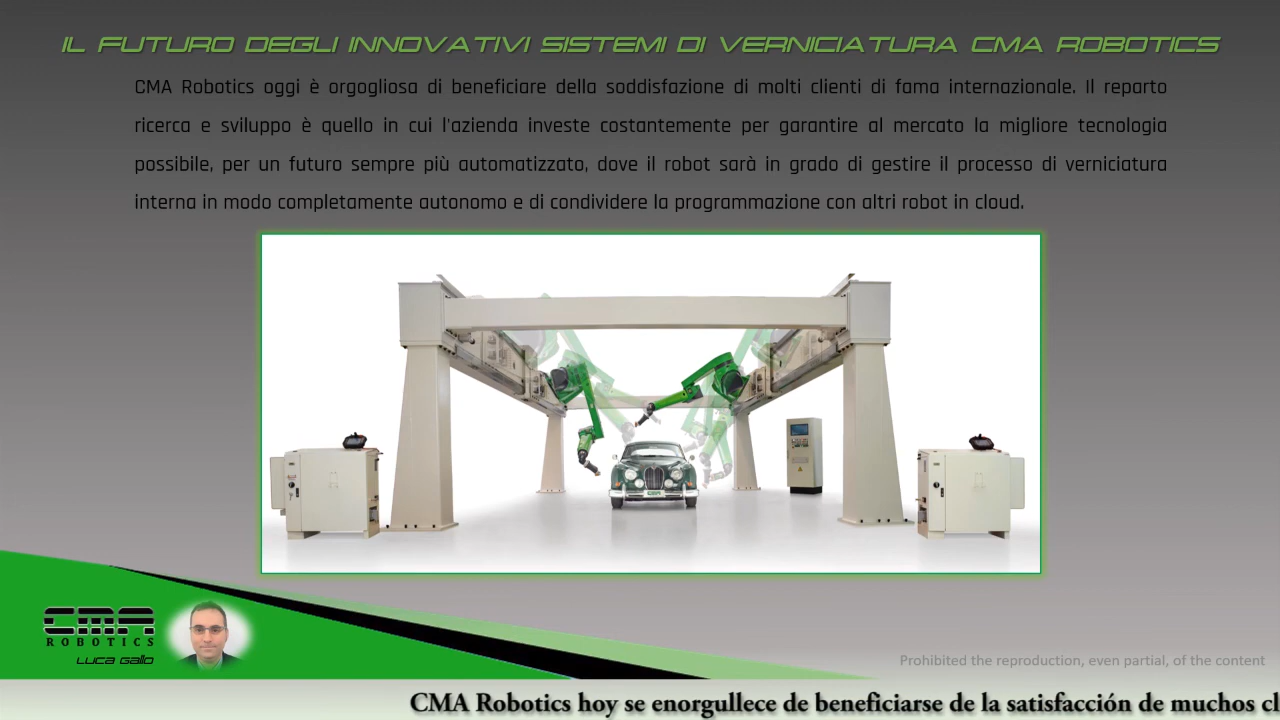 IL FUTURO DEGLI INNOVATIVI SISTEMI DI VERNICIATURA CMA ROBOTICS
CMA Robotics oggi è orgogliosa di beneficiare della soddisfazione di molti clienti di fama internazionale. Il reparto
ricerca e sviluppo è quello in cui l'azienda investe costantemente per garantire al mercato la migliore tecnologia
possibile, per un futuro sempre più automatizzato, dove il robot sarà in grado di gestire il processo di verniciatura
interna in modo completamente autonomo e di condividere la programmazione con altri robot in cloud.
CMA
ROBOTICS
Luca Gallo
Prohibited the reproduction, even partial, of the content
CMA Robotics hoy se enorgullece de beneficiarse de la satisfacción de muchos cl